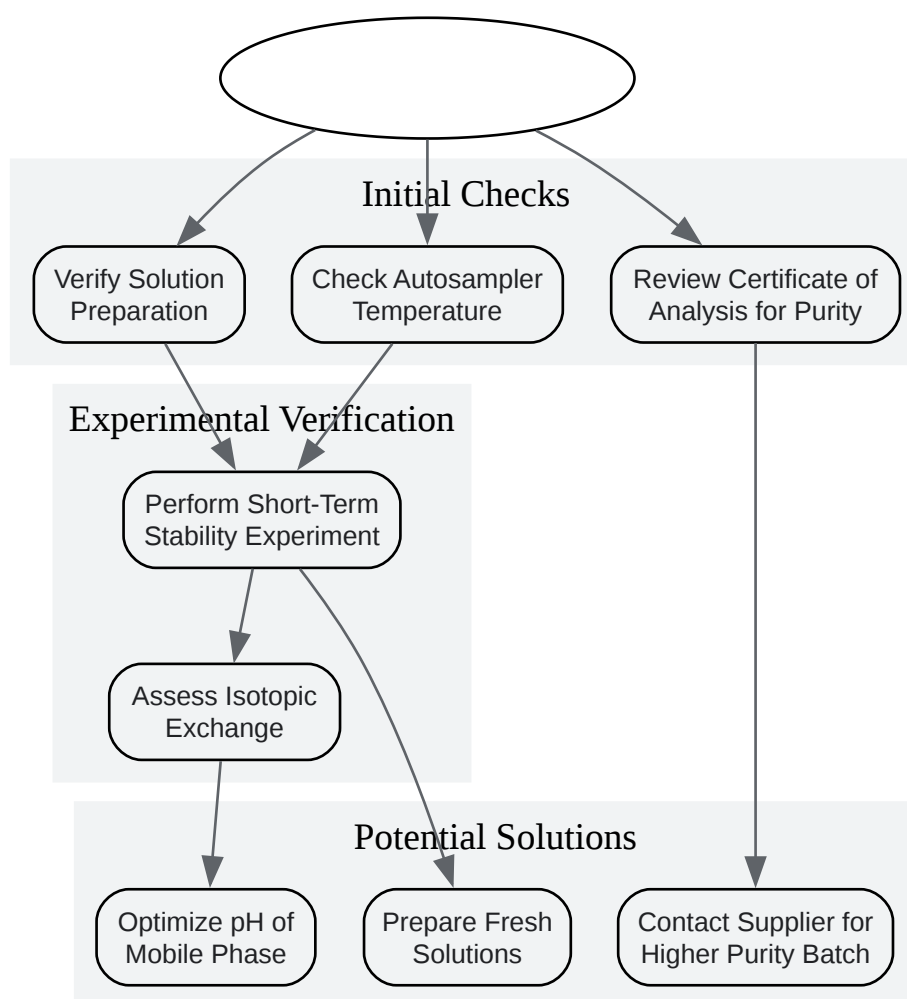 Initial Checks
Verify Solution
Preparation
Check Autosampler
Temperature
Review Certificate of
Analysis for Purity
Experimental Verification
Perform Short-Term
Stability Experiment
Assess Isotopic
Exchange
Potential Solutions
Optimize pH of
Mobile Phase
Prepare Fresh
Solutions
Contact Supplier for
Higher Purity Batch